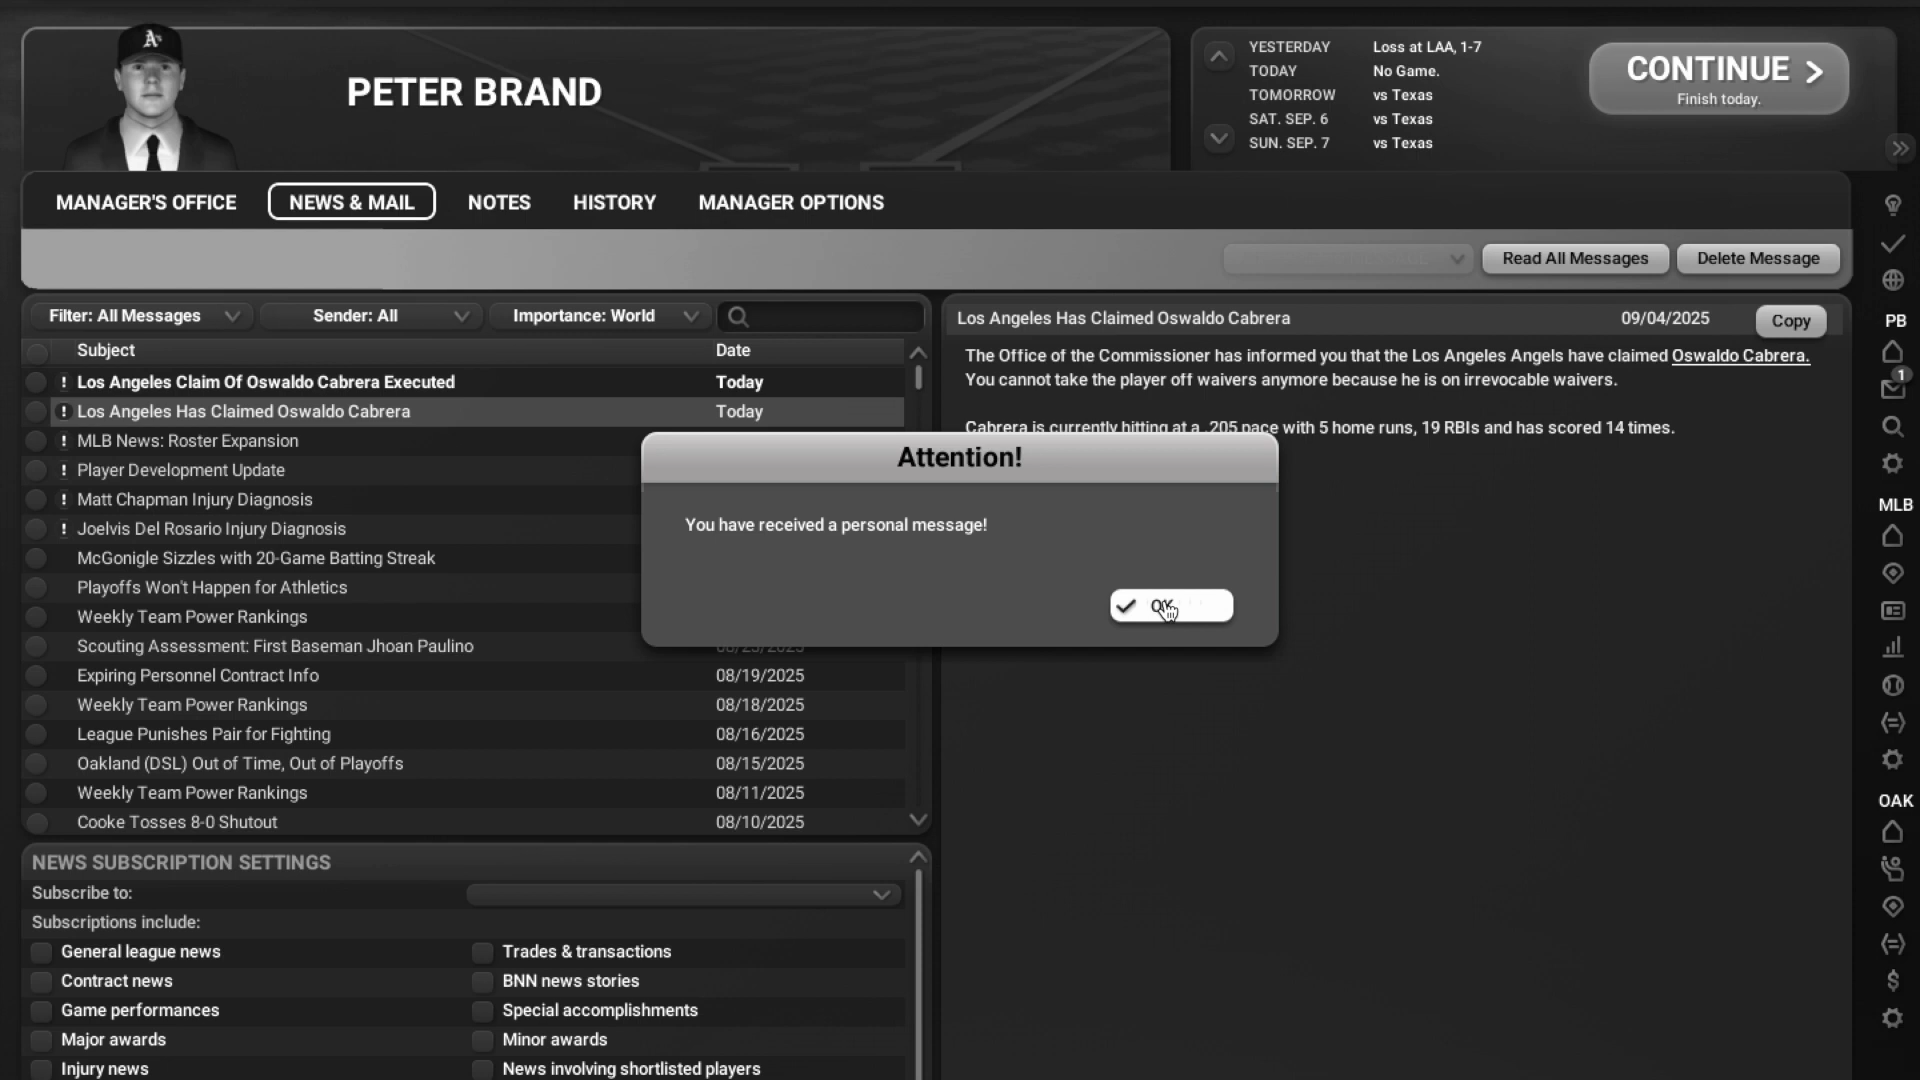 A's
PETER BRAND
YESTERDAY Loss at LAA, 1-7
TODAY No Game.
TOMORROW vs Texas
SAT. SEP. 6 vs Texas
SUN. SEP. 7 vs Texas
CONTINUE
Finish today.
MANAGER'S OFFICE NEWS & MAIL NOTES HISTORY MANAGER OPTIONS
Read All Messages Delete Message
Filter: All Messages Sender: All Importance: World
Subject Date
! Los Angeles Claim Of Oswaldo Cabrera Executed Today
! Los Angeles Has Claimed Oswaldo Cabrera Today
! MLB News: Roster Expansion
! Player Development Update
! Matt Chapman Injury Diagnosis
! Joelvis Del Rosario Injury Diagnosis
McGonigle Sizzles with 20-Game Batting Streak
Playoffs Won't Happen for Athletics
Weekly Team Power Rankings
Scouting Assessment: First Baseman Jhoan Paulino
Expiring Personnel Contract Info 08/19/2025
Weekly Team Power Rankings 08/18/2025
League Punishes Pair for Fighting 08/16/2025
Oakland (DSL) Out of Time, Out of Playoffs 08/15/2025
Weekly Team Power Rankings 08/11/2025
Cooke Tosses 8-0 Shutout 08/10/2025
Los Angeles Has Claimed Oswaldo Cabrera 09/04/2025 Copy
The Office of the Commissioner has informed you that the Los Angeles Angels have claimed Oswaldo Cabrera.
You cannot take the player off waivers anymore because he is on irrevocable waivers.
Cabrera is currently hitting at a .205 pace with 5 home runs, 19 RBIs and has scored 14 times.
Attention!
You have received a personal message!
OK
NEWS SUBSCRIPTION SETTINGS
Subscribe to:
Subscriptions include:
General league news Trades & transactions
Contract news BNN news stories
Game performances Special accomplishments
Major awards Minor awards
Injury news News involving shortlisted players
PB
1
MLB
OAK